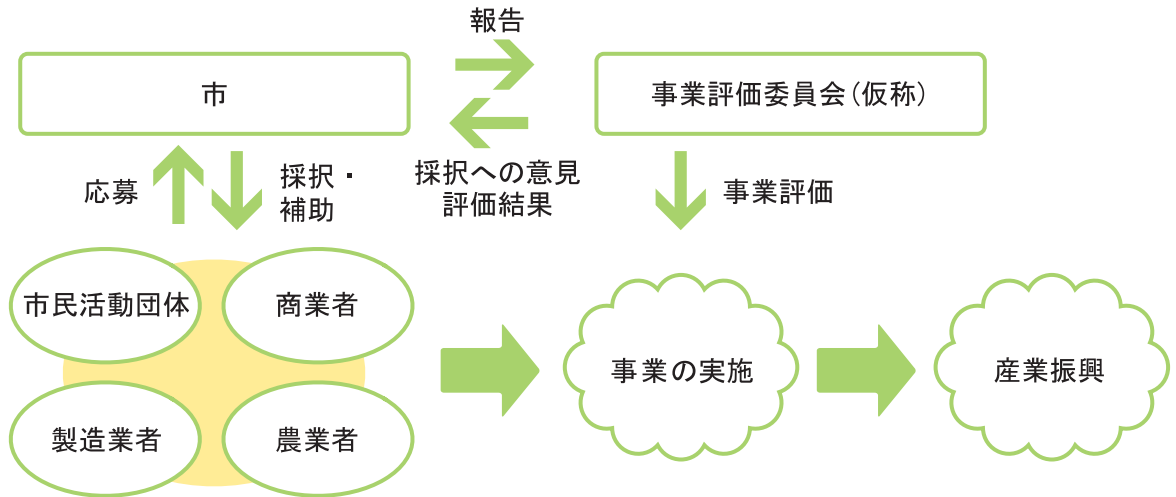 報告
市
事業評価委員会（仮称）
応募
採択・
補助
採択への意見
評価結果
事業評価
市民活動団体
商業者
製造業者
農業者
事業の実施
産業振興